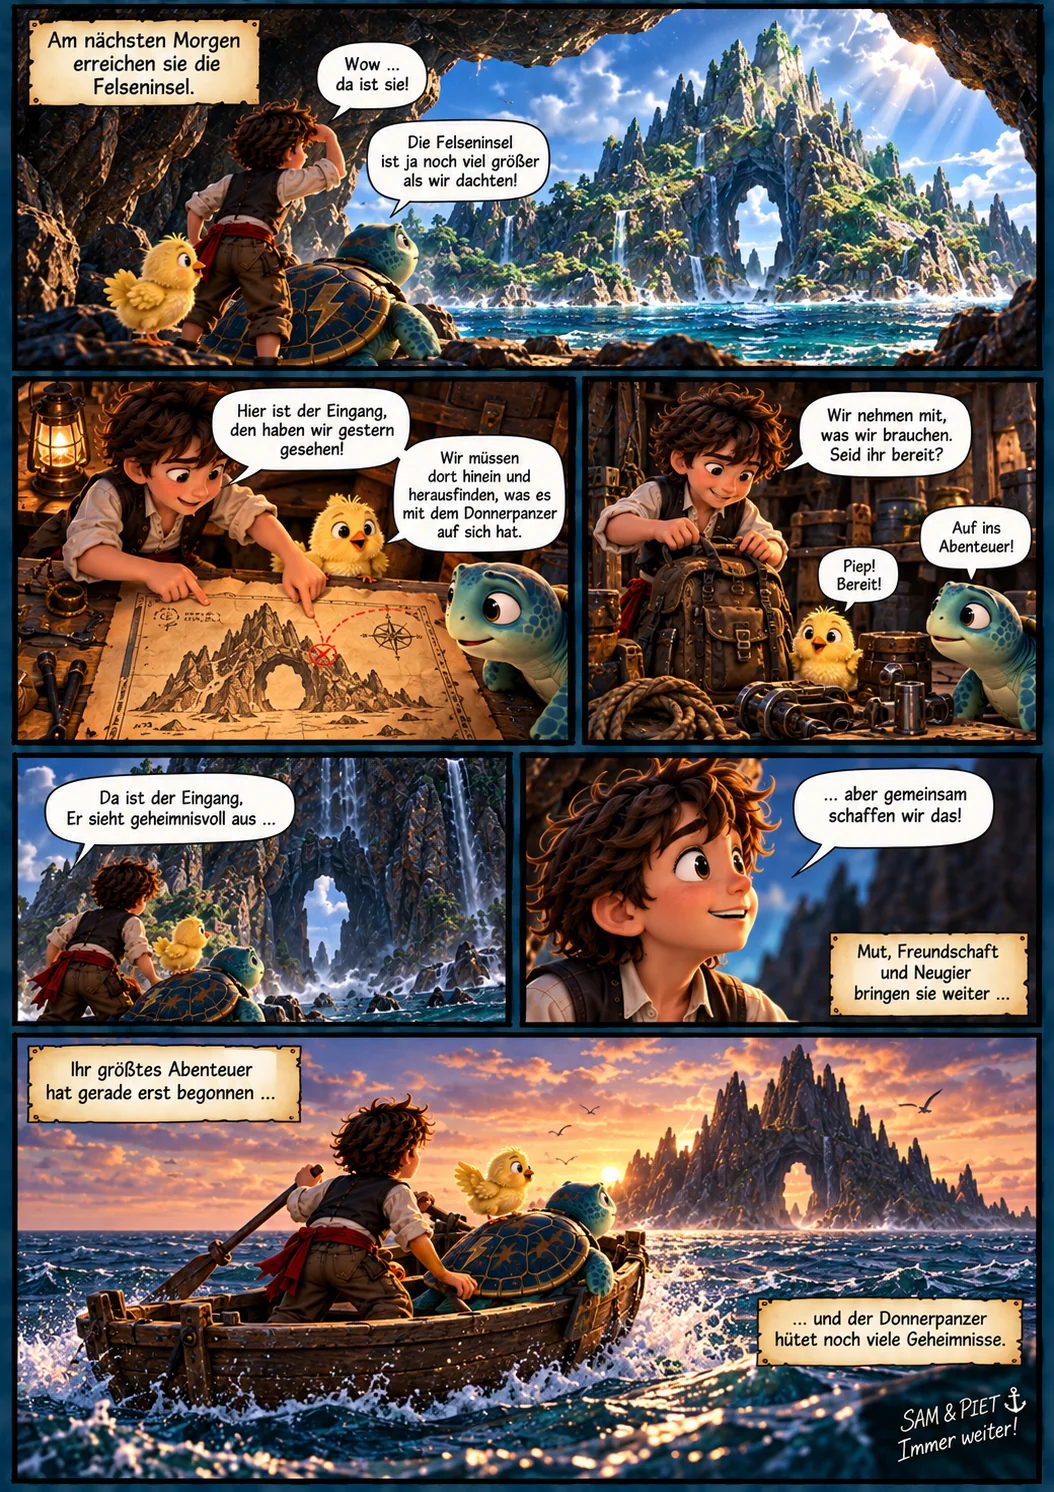 Am nächsten Morgen
erreichen sie die
Felseninsel.
Wow ...
da ist sie!
Die Felseninsel
ist ja noch viel größer
als wir dachten!
Hier ist der Eingang,
den haben wir gestern
gesehen!
Wir müssen
dort hinein und
herausfinden, was es
mit dem Donnerpanzer
auf sich hat.
Wir nehmen mit,
was wir brauchen.
Seid ihr bereit?
Piep!
Bereit!
Auf ins
Abenteuer!
Da ist der Eingang,
Er sieht geheimnisvoll aus ...
... aber gemeinsam
schaffen wir das!
Mut, Freundschaft
und Neugier
bringen sie weiter ...
Ihr größtes Abenteuer
hat gerade erst begonnen ...
... und der Donnerpanzer
hütet noch viele Geheimnisse.
SAM & PIET
Immer weiter!